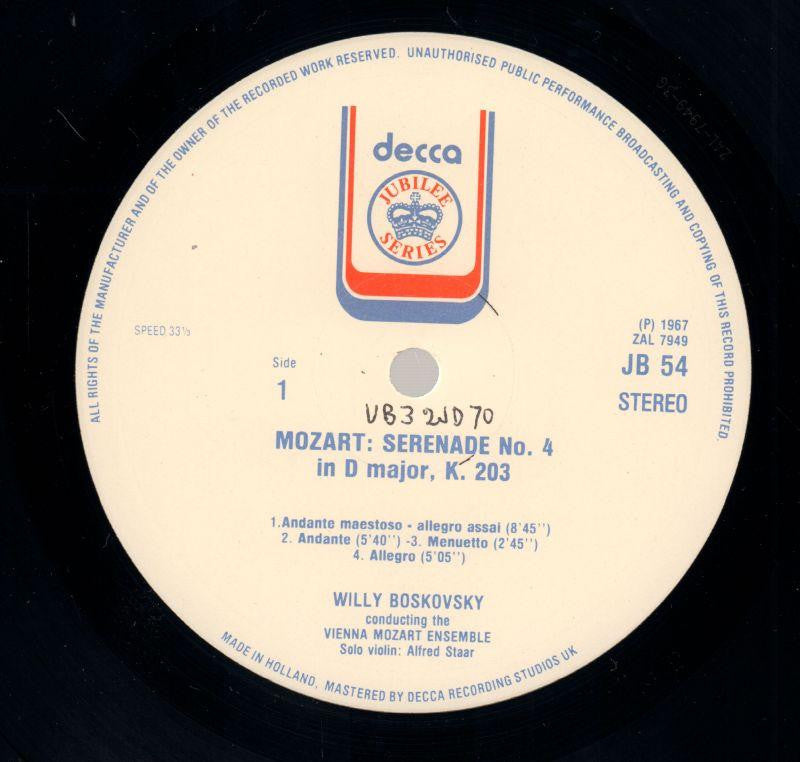 ALL RIGHTS OF THE MANUFACTURER AND OF THE OWNER OF THE RECORDED WORK RESERVED. UNAUTHORISED PUBLIC PERFORMANCE BROADCASTING AND COPYING OF THIS RECORD PROHIBITED.
decca
JUBILEE
SERIES
SPEED 33⅓
(P) 1967
ZAL 7949
JB 54
STEREO
Side
1
VB3 2ND 70
MOZART: SERENADE No. 4
in D major, K. 203
1.Andante maestoso - allegro assai (8'45'')
2. Andante (5'40'') -3. Menuetto (2'45'')
4. Allegro (5'05'')
WILLY BOSKOVSKY
conducting the
VIENNA MOZART ENSEMBLE
Solo violin: Alfred Staar
MADE IN HOLLAND, MASTERED BY DECCA RECORDING STUDIOS UK